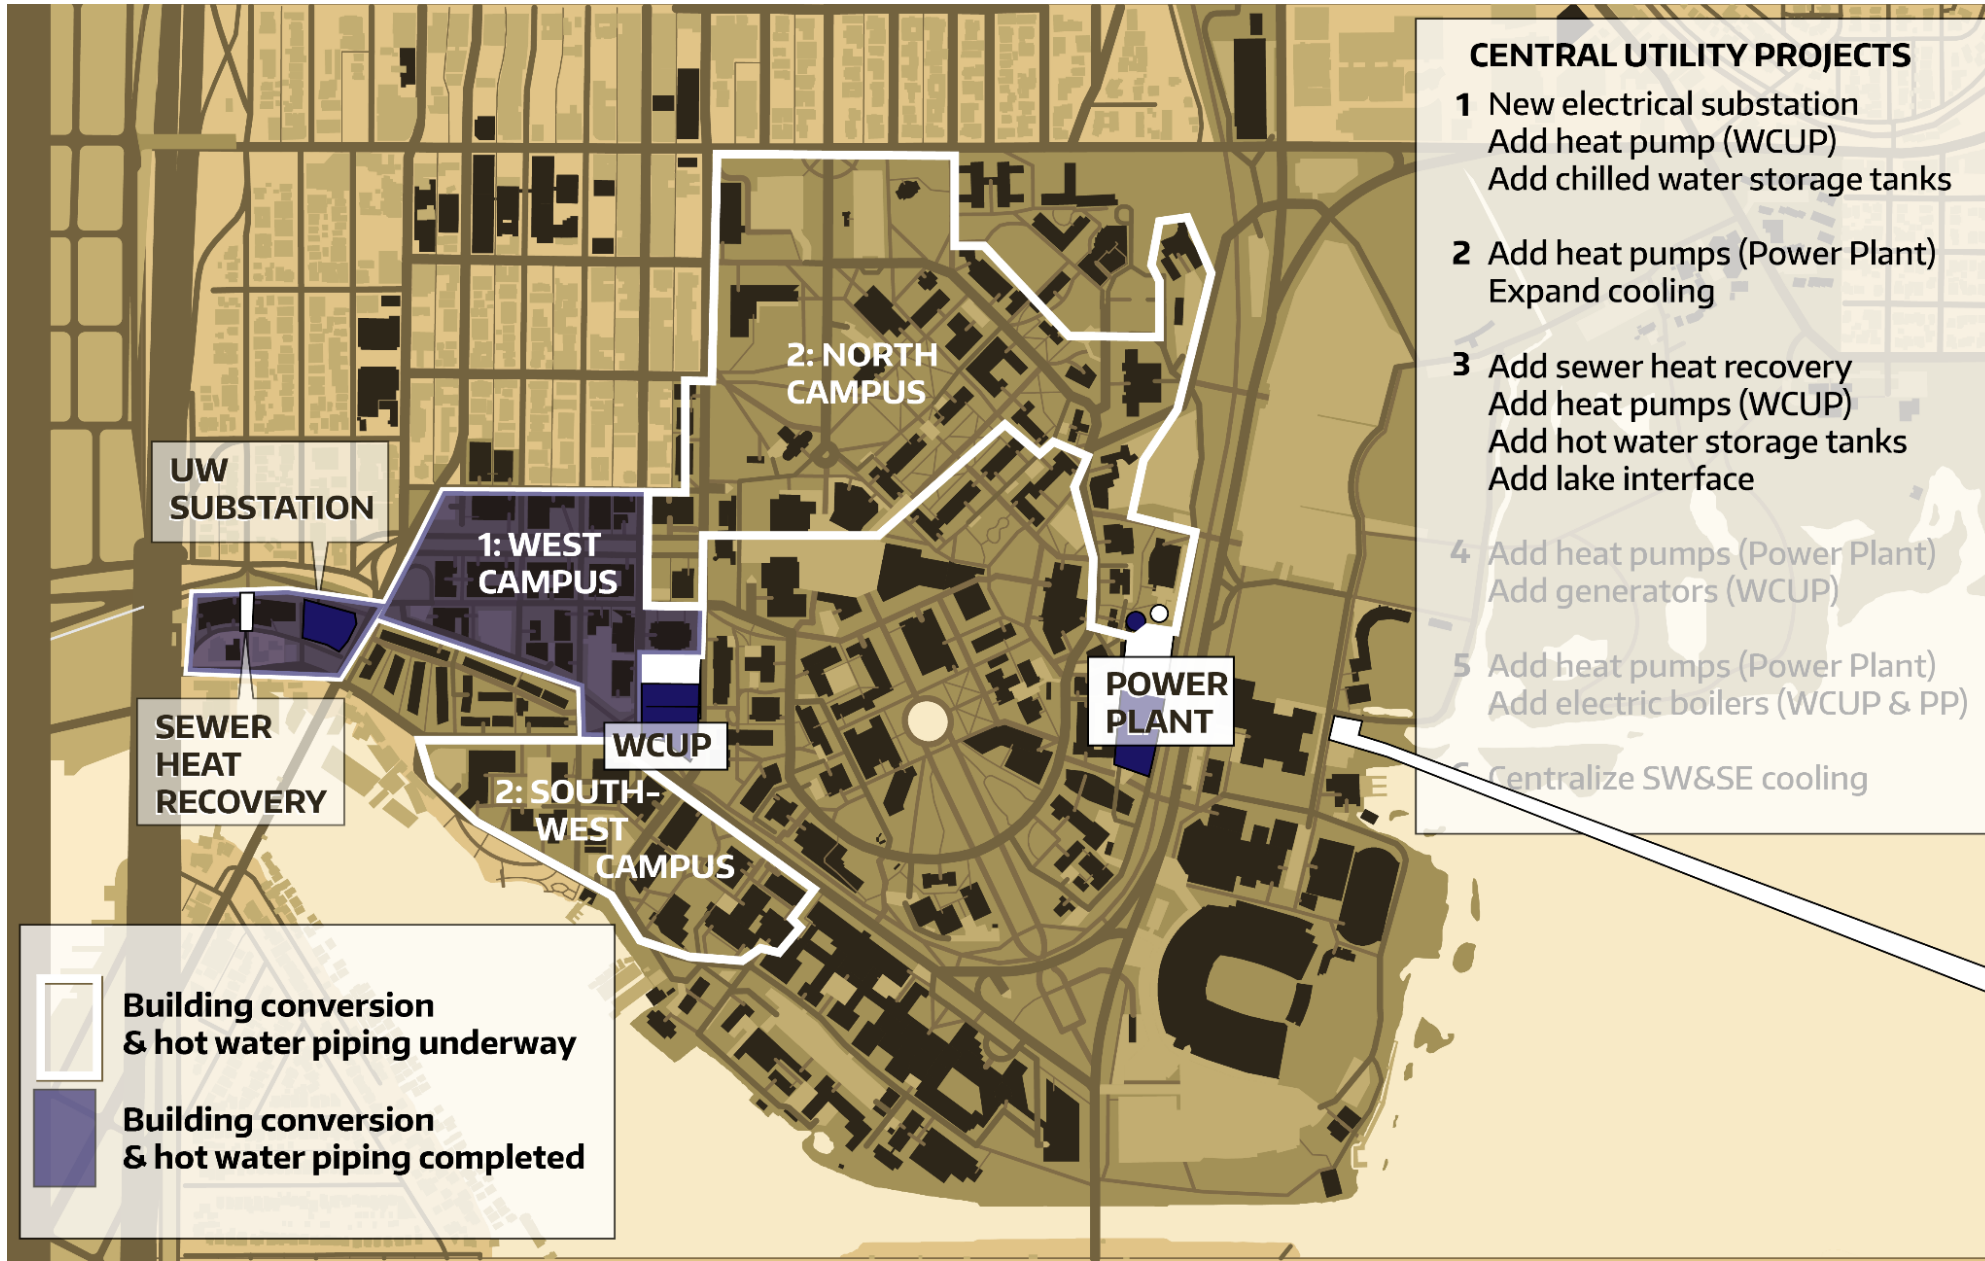 CENTRAL UTILITY PROJECTS
1 New electrical substation
Add heat pump (WCUP)
Add chilled water storage tanks
2 Add heat pumps (Power Plant)
Expand cooling
3 Add sewer heat recovery
Add heat pumps (WCUP)
Add hot water storage tanks
Add lake interface
4 Add heat pumps (Power Plant)
Add generators (WCUP)
5 Add heat pumps (Power Plant)
Add electric boilers (WCUP & PP)
6 Centralize SW&SE cooling
2: NORTH
CAMPUS
UW
SUBSTATION
1: WEST
CAMPUS
SEWER
HEAT
RECOVERY
WCUP
POWER
PLANT
2: SOUTH-
WEST
CAMPUS
Building conversion
& hot water piping underway
Building conversion
& hot water piping completed